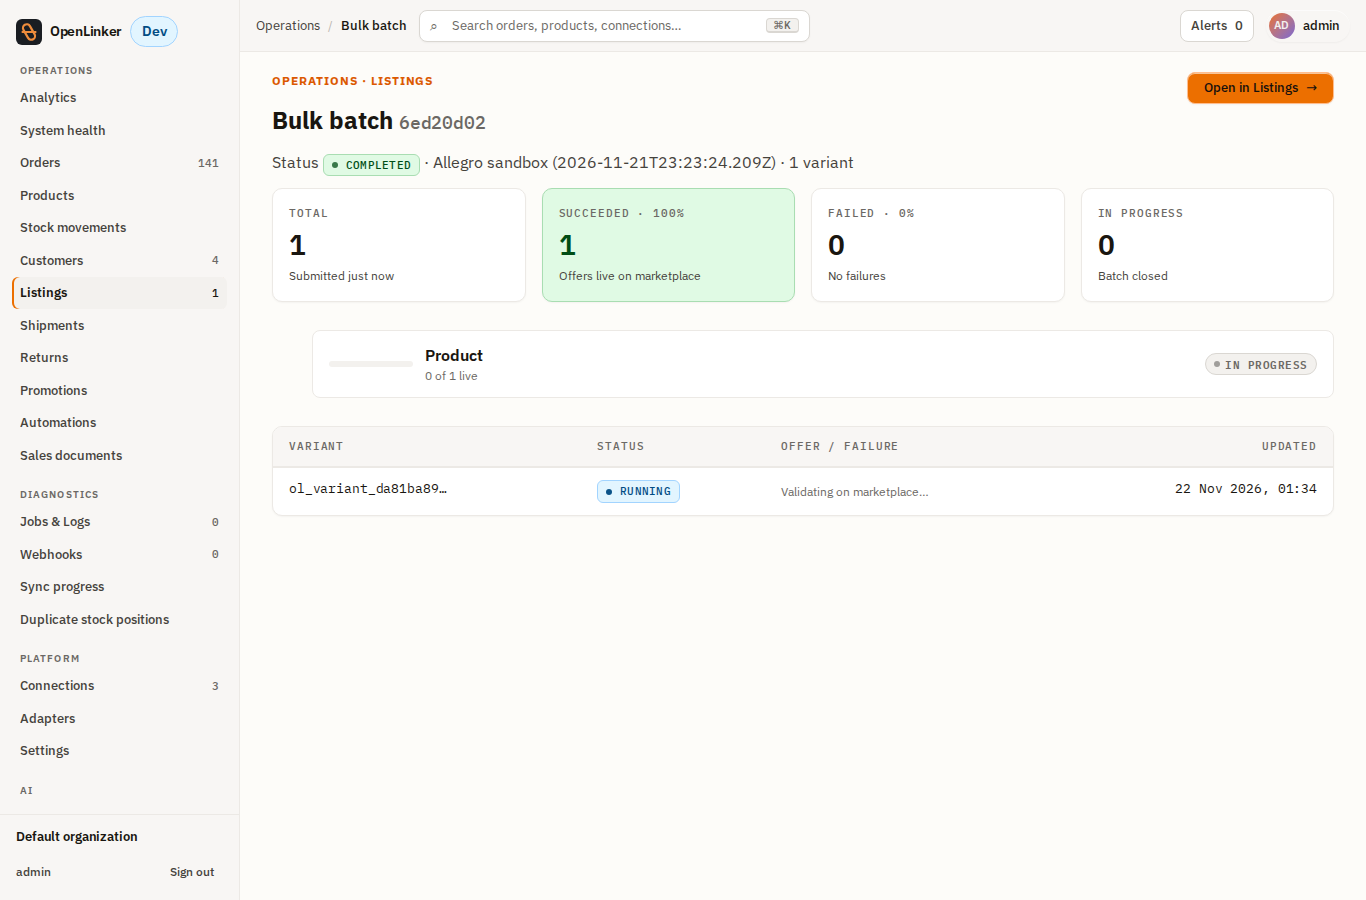 OpenLinker Dev
OPERATIONS
Analytics
System health
Orders 141
Products
Stock movements
Customers 4
Listings 1
Shipments
Returns
Promotions
Automations
Sales documents
DIAGNOSTICS
Jobs & Logs 0
Webhooks 0
Sync progress
Duplicate stock positions
PLATFORM
Connections 3
Adapters
Settings
AI
Default organization
admin Sign out
Operations / Bulk batch
Search orders, products, connections... ⌘K
Alerts 0
AD admin
OPERATIONS · LISTINGS
Open in Listings →
Bulk batch 6ed20d02
Status COMPLETED · Allegro sandbox (2026-11-21T23:23:24.209Z) · 1 variant
TOTAL
1
Submitted just now
SUCCEEDED · 100%
1
Offers live on marketplace
FAILED · 0%
0
No failures
IN PROGRESS
0
Batch closed
Product
0 of 1 live
IN PROGRESS
VARIANT STATUS OFFER / FAILURE UPDATED
ol_variant_da81ba89… RUNNING Validating on marketplace… 22 Nov 2026, 01:34